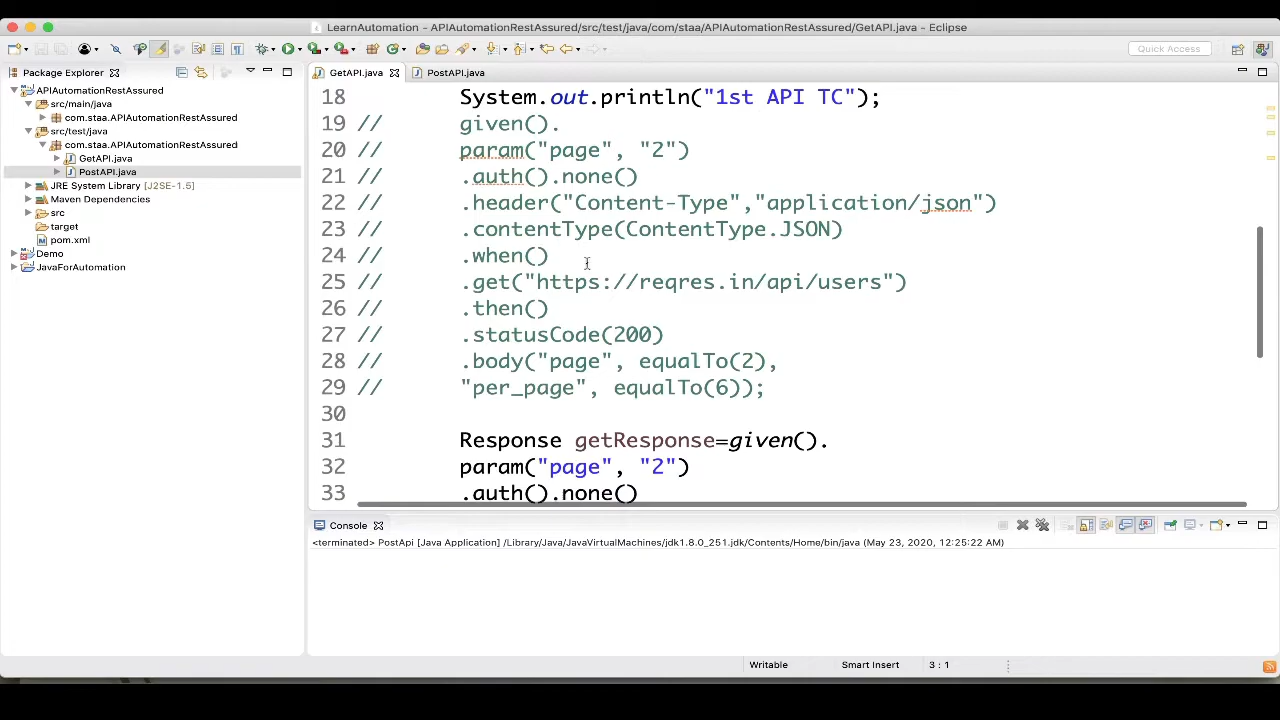 LearnAutomation - APIAutomationRestAssured/src/test/java/com/staa/APIAutomationRestAssured/GetAPI.java - Eclipse
Quick Access
Package Explorer
GetAPI.java
PostAPI.java
APIAutomationRestAssured
src/main/java
com.staa.APIAutomationRestAssured
src/test/java
com.staa.APIAutomationRestAssured
GetAPI.java
PostAPI.java
JRE System Library [J2SE-1.5]
Maven Dependencies
src
target
pom.xml
Demo
JavaForAutomation
18 System.out.println("1st API TC");
19 // given().
20 // param("page", "2")
21 // .auth().none()
22 // .header("Content-Type","application/json")
23 // .contentType(ContentType.JSON)
24 // .when()
25 // .get("https://reqres.in/api/users")
26 // .then()
27 // .statusCode(200)
28 // .body("page", equalTo(2),
29 // "per_page", equalTo(6));
30
31 Response getResponse=given().
32 param("page", "2")
33 .auth().none()
Console
<terminated> PostApi [Java Application] /Library/Java/JavaVirtualMachines/jdk1.8.0_251.jdk/Contents/Home/bin/java (May 23, 2020, 12:25:22 AM)
Writable
Smart Insert
3 : 1